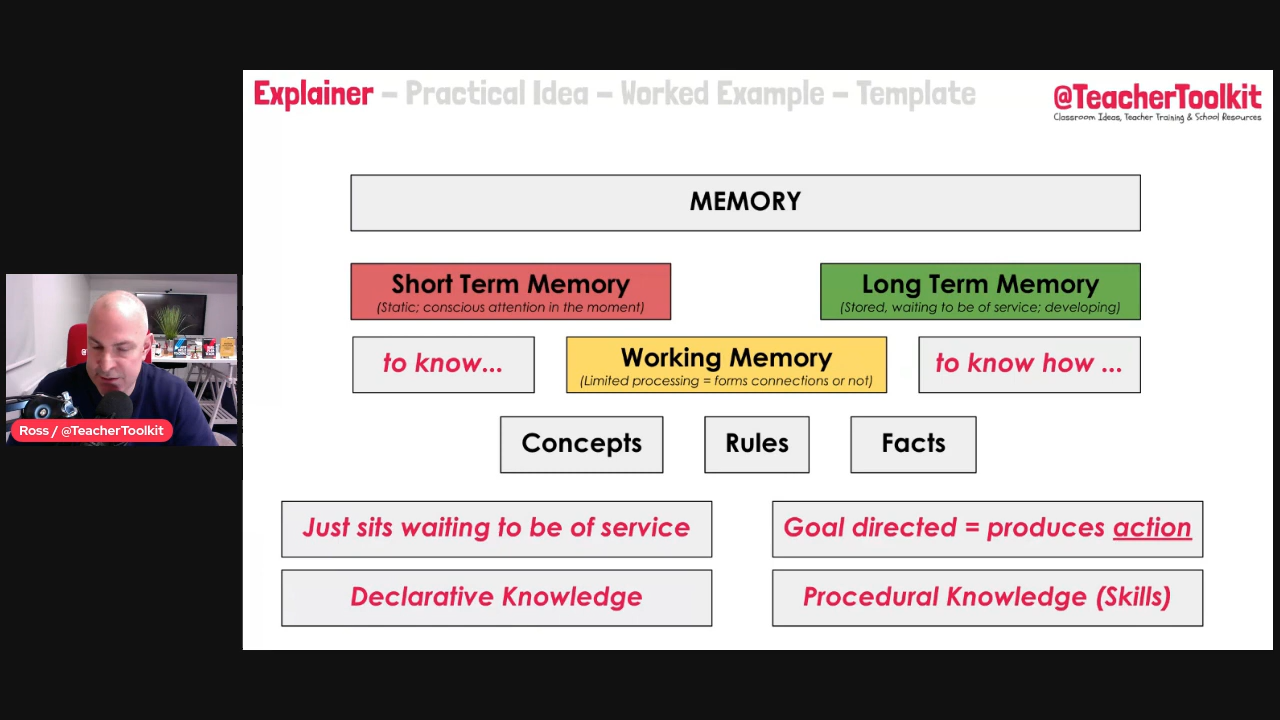 Explainer – Practical Idea – Worked Example – Template
@TeacherToolkit
Classroom Ideas, Teacher Training & School Resources
MEMORY
Short Term Memory
(Static; conscious attention in the moment)
Long Term Memory
(Stored, waiting to be of service; developing)
to know...
Working Memory
(Limited processing = forms connections or not)
to know how ...
Concepts
Rules
Facts
Just sits waiting to be of service
Goal directed = produces action
Declarative Knowledge
Procedural Knowledge (Skills)
Ross / @TeacherToolkit